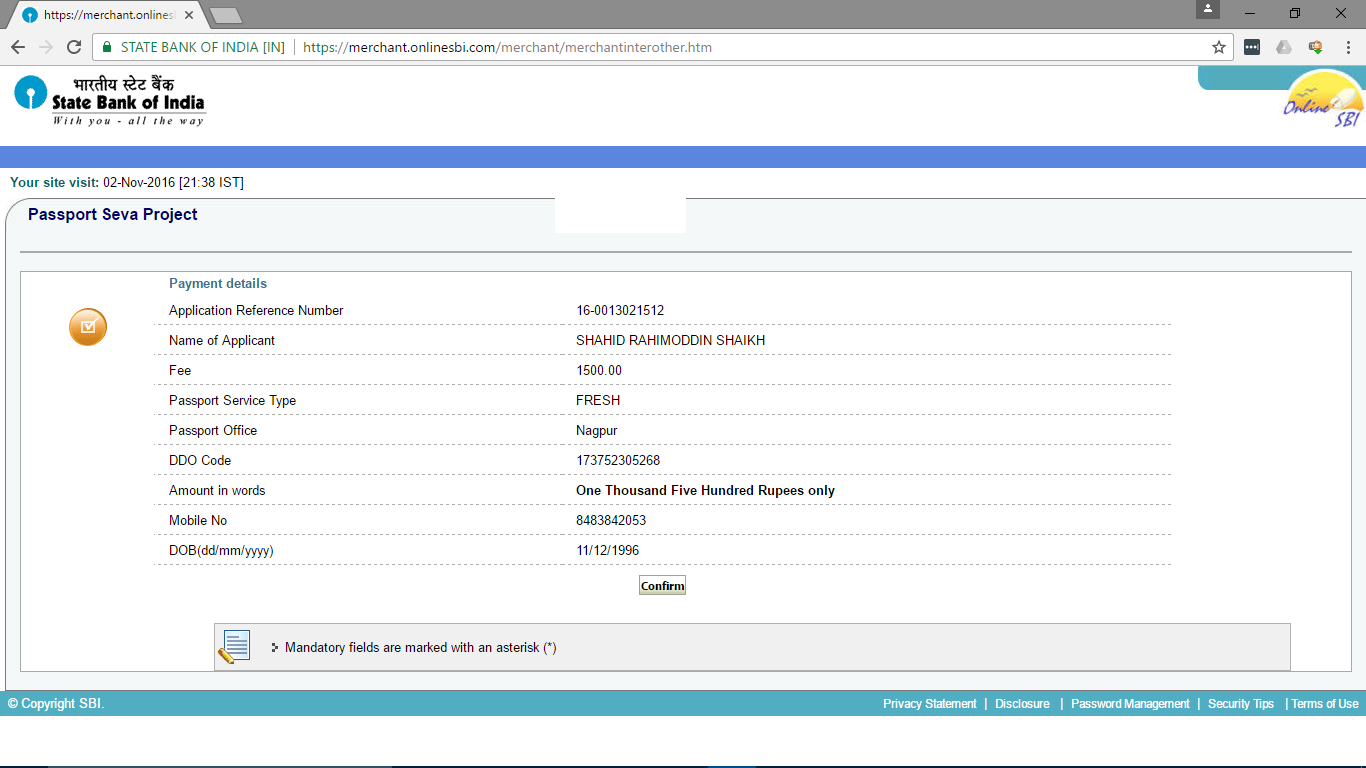 https://merchant.onlines
STATE BANK OF INDIA [IN] https://merchant.onlinesbi.com/merchant/merchantinterother.htm
भारतीय स्टेट बैंक
State Bank of India
With you - all the way
Online SBI
Your site visit: 02-Nov-2016 [21:38 IST]
Passport Seva Project
Payment details
Application Reference Number 16-0013021512
Name of Applicant SHAHID RAHIMODDIN SHAIKH
Fee 1500.00
Passport Service Type FRESH
Passport Office Nagpur
DDO Code 173752305268
Amount in words One Thousand Five Hundred Rupees only
Mobile No 8483842053
DOB(dd/mm/yyyy) 11/12/1996
Confirm
Mandatory fields are marked with an asterisk (*)
© Copyright SBI. Privacy Statement | Disclosure | Password Management | Security Tips | Terms of Use